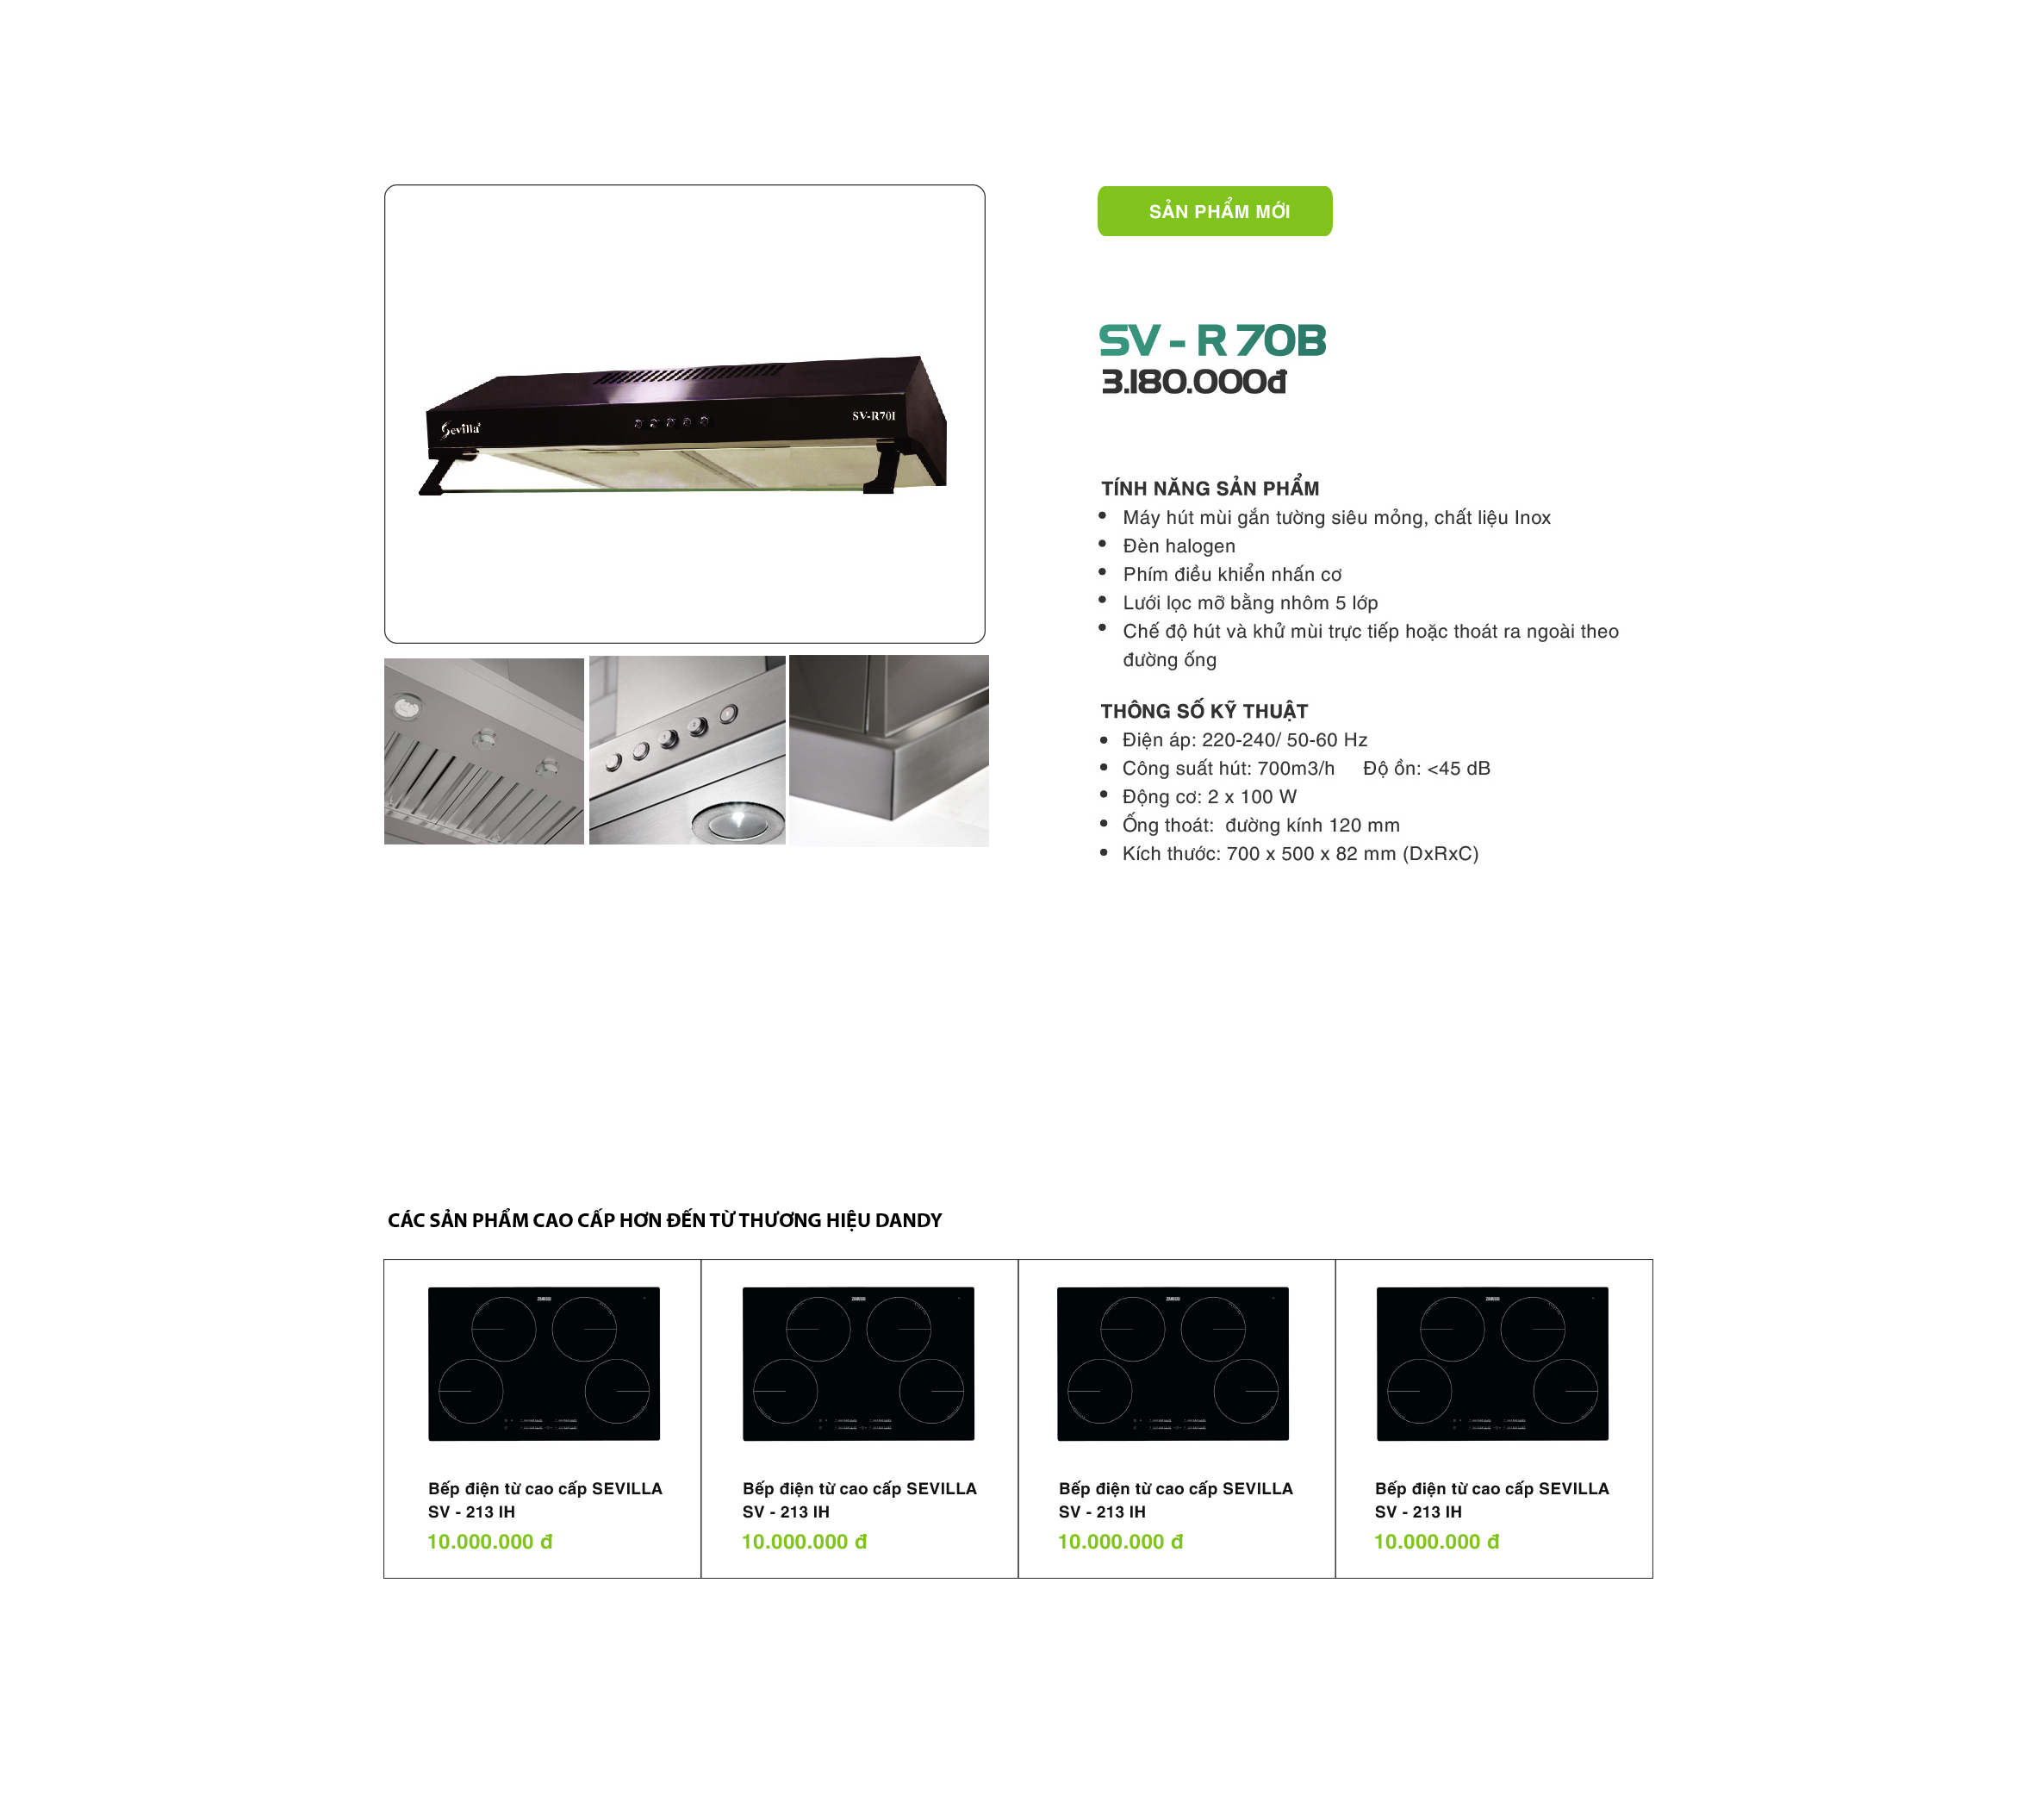 SẢN PHẨM MỚI
SV - R 70B
3.180.000đ
Sevilla
SV-R70I
TÍNH NĂNG SẢN PHẨM
• Máy hút mùi gắn tường siêu mỏng, chất liệu Inox
• Đèn halogen
• Phím điều khiển nhấn cơ
• Lưới lọc mỡ bằng nhôm 5 lớp
• Chế độ hút và khử mùi trực tiếp hoặc thoát ra ngoài theo
đường ống
THÔNG SỐ KỸ THUẬT
• Điện áp: 220-240/ 50-60 Hz
• Công suất hút: 700m3/h Độ ồn: <45 dB
• Động cơ: 2 x 100 W
• Ống thoát: đường kính 120 mm
• Kích thước: 700 x 500 x 82 mm (DxRxC)
CÁC SẢN PHẨM CAO CẤP HƠN ĐẾN TỪ THƯƠNG HIỆU DANDY
Bếp điện từ cao cấp SEVILLA
SV - 213 IH
10.000.000 đ
Bếp điện từ cao cấp SEVILLA
SV - 213 IH
10.000.000 đ
Bếp điện từ cao cấp SEVILLA
SV - 213 IH
10.000.000 đ
Bếp điện từ cao cấp SEVILLA
SV - 213 IH
10.000.000 đ